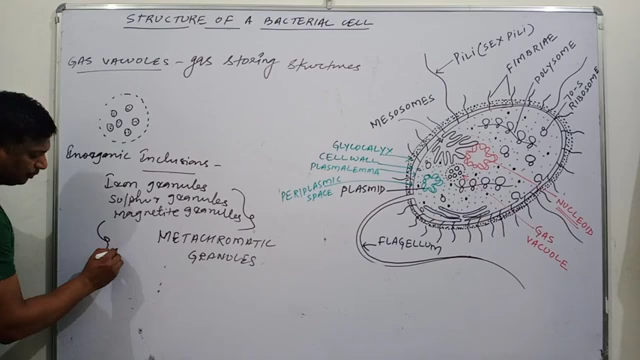 STRUCTURE OF A BACTERIAL CELL
GAS VACUOLES - gas storing structures
Inorganic Inclusions -
Iron granules
Sulphur granules
Magnetite granules
METACHROMATIC
GRANULES
PILI (SEX PILI)
FIMBRIAE
POLYSOME
70-S
RIBOSOME
MESOSOMES
GLYCOCALYX
CELL WALL
PLASMALEMMA
PERIPLASMIC
SPACE
PLASMID
NUCLEOID
GAS
VACUOLE
FLAGELLUM